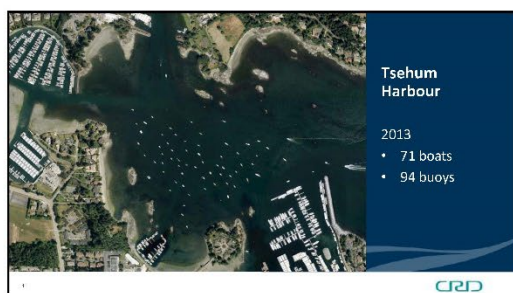 Tsehum
Harbour
2013
• 71 boats
• 94 buoys
CRD